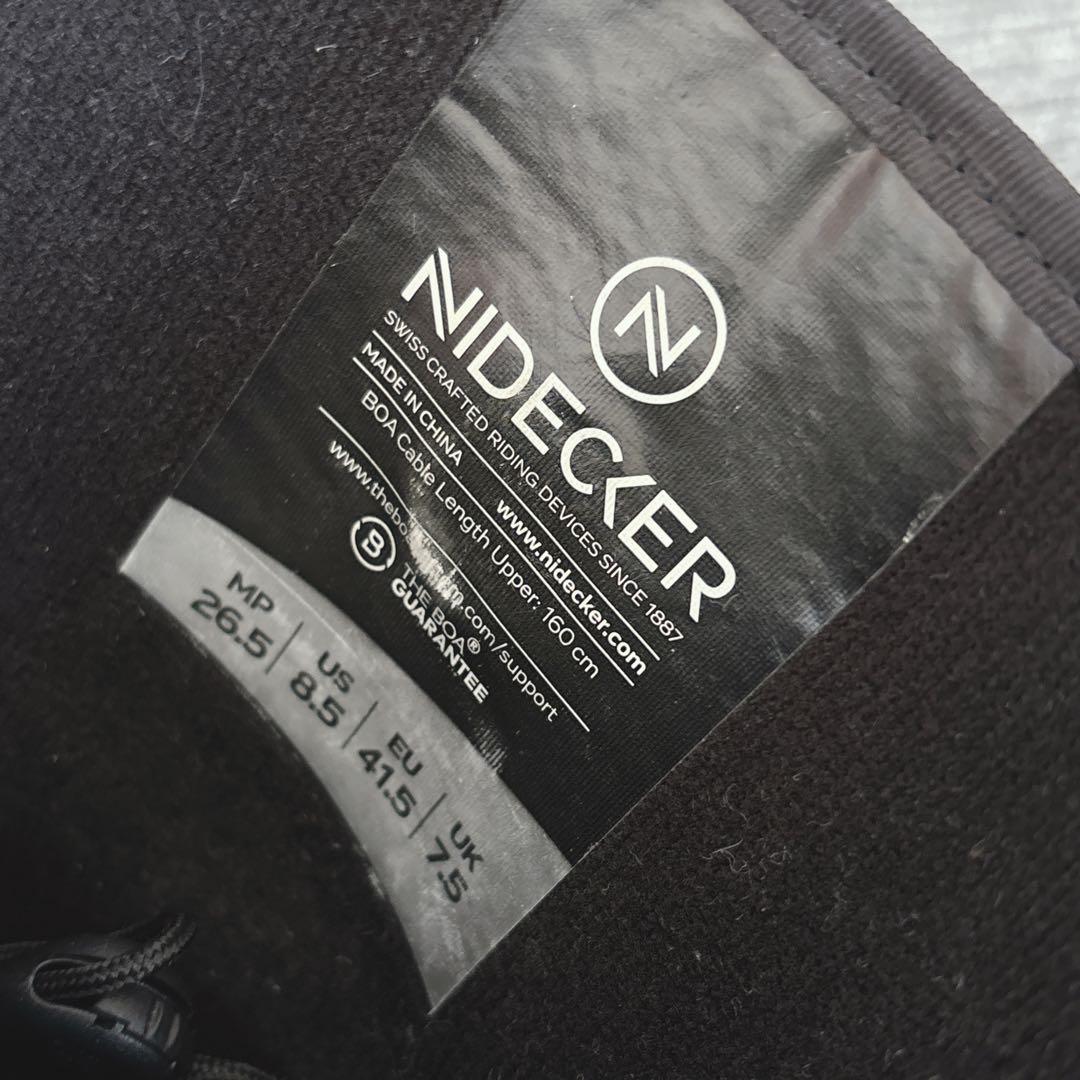 N
NIDECKER
SWISS CRAFTED RIDING DEVICES SINCE 1887
MADE IN CHINA www.nidecker.com
BOA Cable Length Upper: 160 cm
B THE BOA®
GUARANTEE
MP US EU UK
26.5 8.5 41.5 7.5